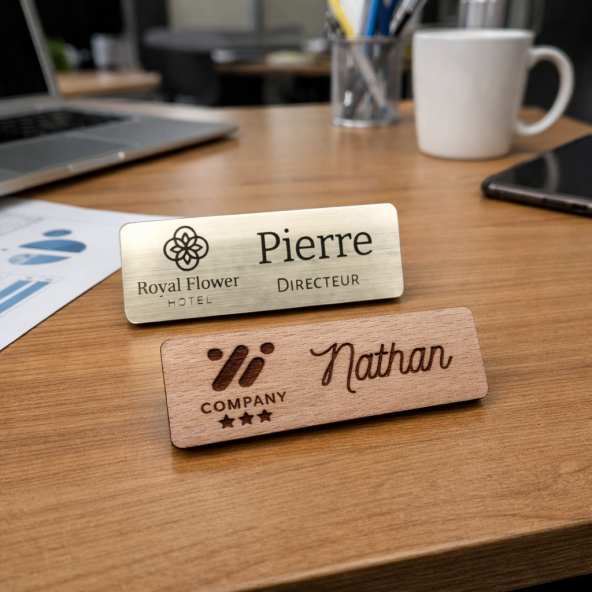 Royal Flower
HOTEL
Pierre
DIRECTEUR
COMPANY
Nathan